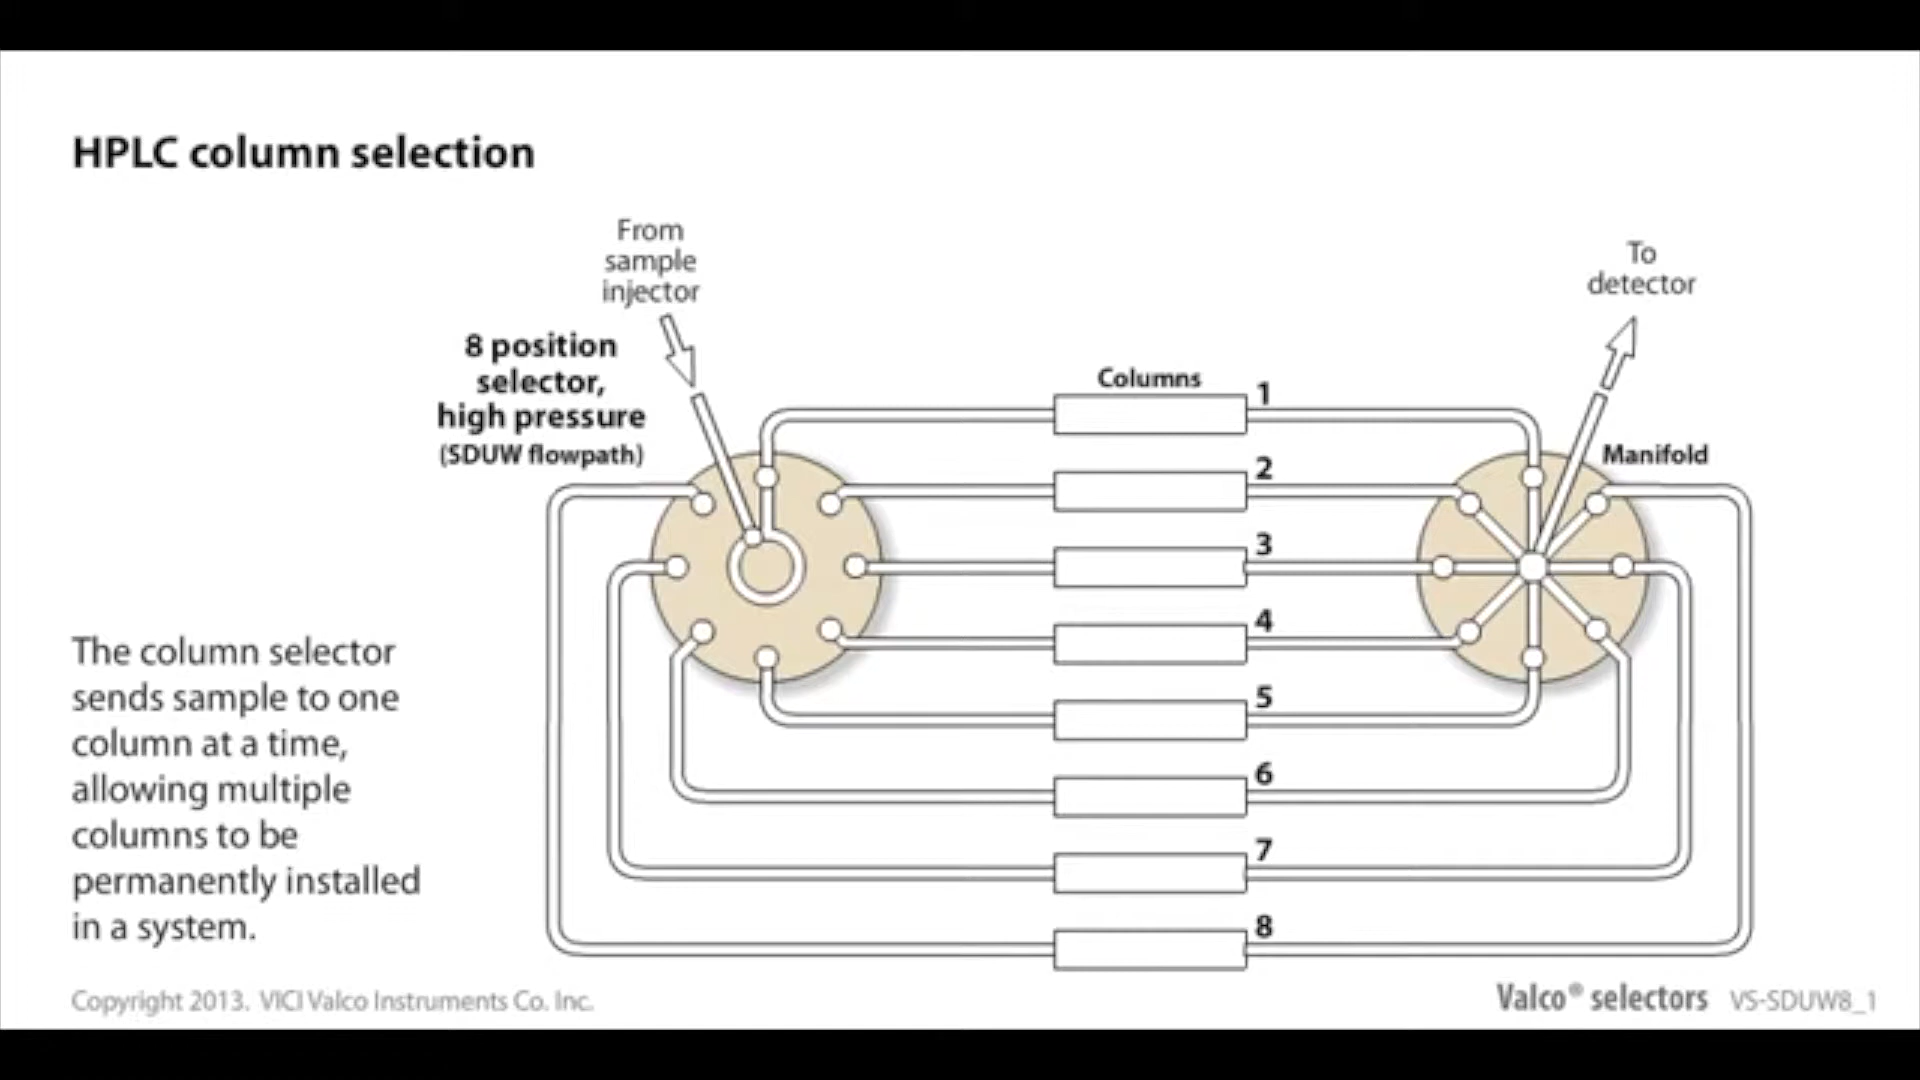 HPLC column selection
From
sample
injector
To
detector
8 position
selector,
high pressure
(SDUW flowpath)
Columns
1
Manifold
2
3
4
5
6
7
8
The column selector
sends sample to one
column at a time,
allowing multiple
columns to be
permanently installed
in a system.
Copyright 2013. VICI Valco Instruments Co. Inc.
Valco® selectors VS-SDUW8_1